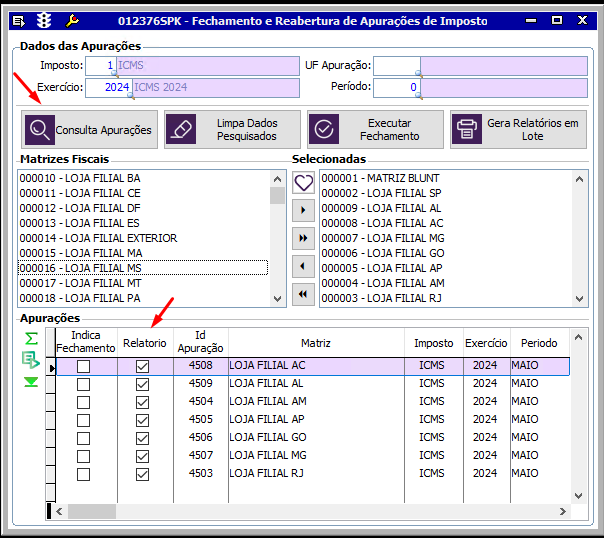 012376SPK - Fechamento e Reabertura de Apurações de Imposto
Dados das Apurações
Imposto: 1 ICMS UF Apuração:
Exercício: 2024 ICMS 2024 Período: 0
Consulta Apurações
Limpa Dados Pesquisados
Executar Fechamento
Gera Relatórios em Lote
Matrizes Fiscais
000010 - LOJA FILIAL BA
000011 - LOJA FILIAL CE
000012 - LOJA FILIAL DF
000013 - LOJA FILIAL ES
000014 - LOJA FILIAL EXTERIOR
000015 - LOJA FILIAL MA
000016 - LOJA FILIAL MS
000017 - LOJA FILIAL MT
000018 - LOJA FILIAL PA
Selecionadas
000001 - MATRIZ BLUNT
000002 - LOJA FILIAL SP
000009 - LOJA FILIAL AL
000008 - LOJA FILIAL AC
000007 - LOJA FILIAL MG
000006 - LOJA FILIAL GO
000005 - LOJA FILIAL AP
000004 - LOJA FILIAL AM
000003 - LOJA FILIAL RJ
Apurações
Indica Fechamento Relatorio Id Apuração Matriz Imposto Exercício Periodo
4508 LOJA FILIAL AC ICMS 2024 MAIO
4509 LOJA FILIAL AL ICMS 2024 MAIO
4504 LOJA FILIAL AM ICMS 2024 MAIO
4505 LOJA FILIAL AP ICMS 2024 MAIO
4506 LOJA FILIAL GO ICMS 2024 MAIO
4507 LOJA FILIAL MG ICMS 2024 MAIO
4503 LOJA FILIAL RJ ICMS 2024 MAIO